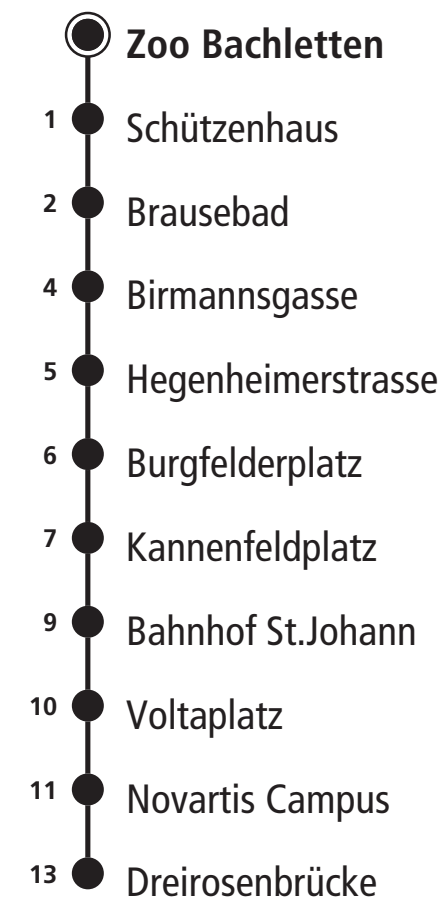 Zoo Bachletten
1 Schützenhaus
2 Brausebad
4 Birmannsgasse
5 Hegenheimerstrasse
6 Burgfelderplatz
7 Kannenfeldplatz
9 Bahnhof St.Johann
10 Voltaplatz
11 Novartis Campus
13 Dreirosenbrücke